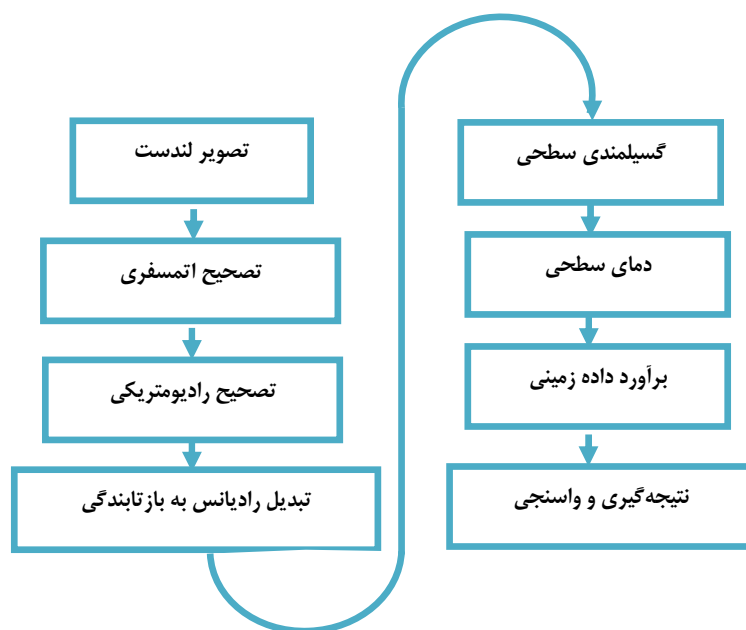 تصویر لندست
تصحیح اتمسفری
تصحیح رادیومتریکی
تبدیل رادیانس به بازتابندگی
گسیلمندی سطحی
دمای سطحی
برآورد داده زمینی
نتیجه‌گیری و واسنجی